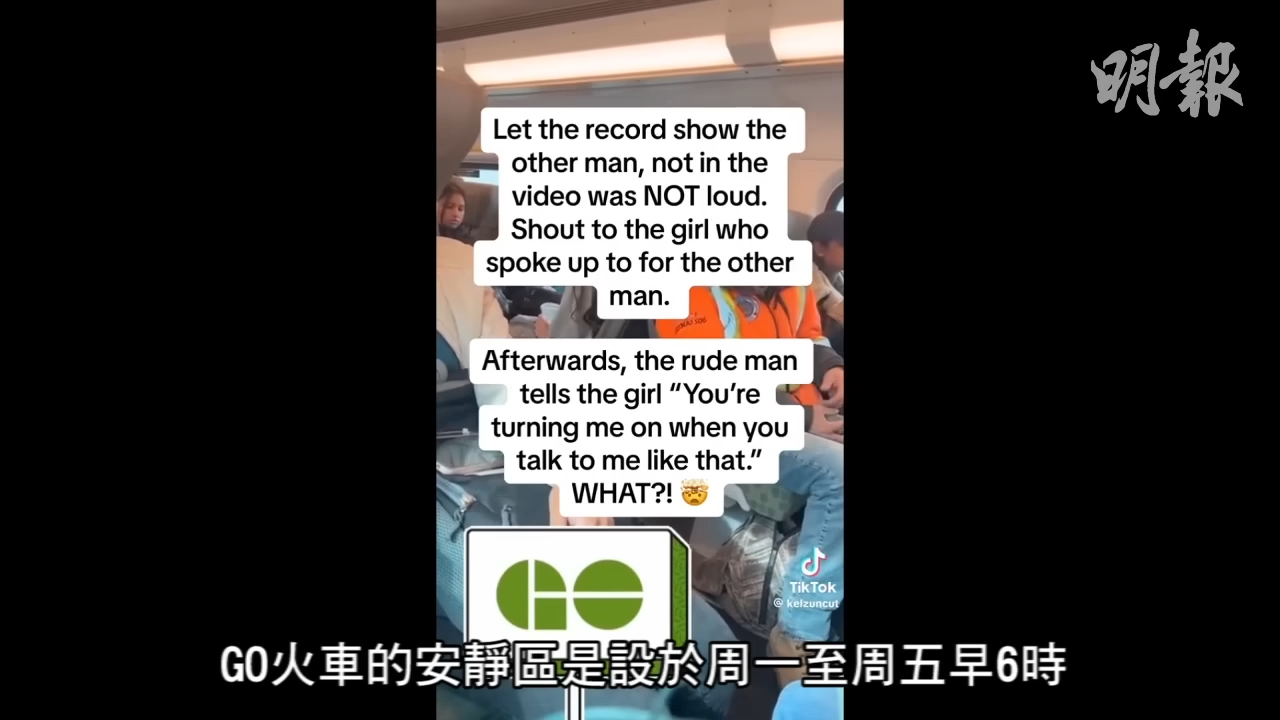 明報
Let the record show the
other man, not in the
video was NOT loud.
Shout to the girl who
spoke up to for the other
man.
Afterwards, the rude man
tells the girl “You’re
turning me on when you
talk to me like that.”
WHAT?! 🤯
GO
TikTok
@ kelzuncut
GO火車的安靜區是設於周一至周五早6時